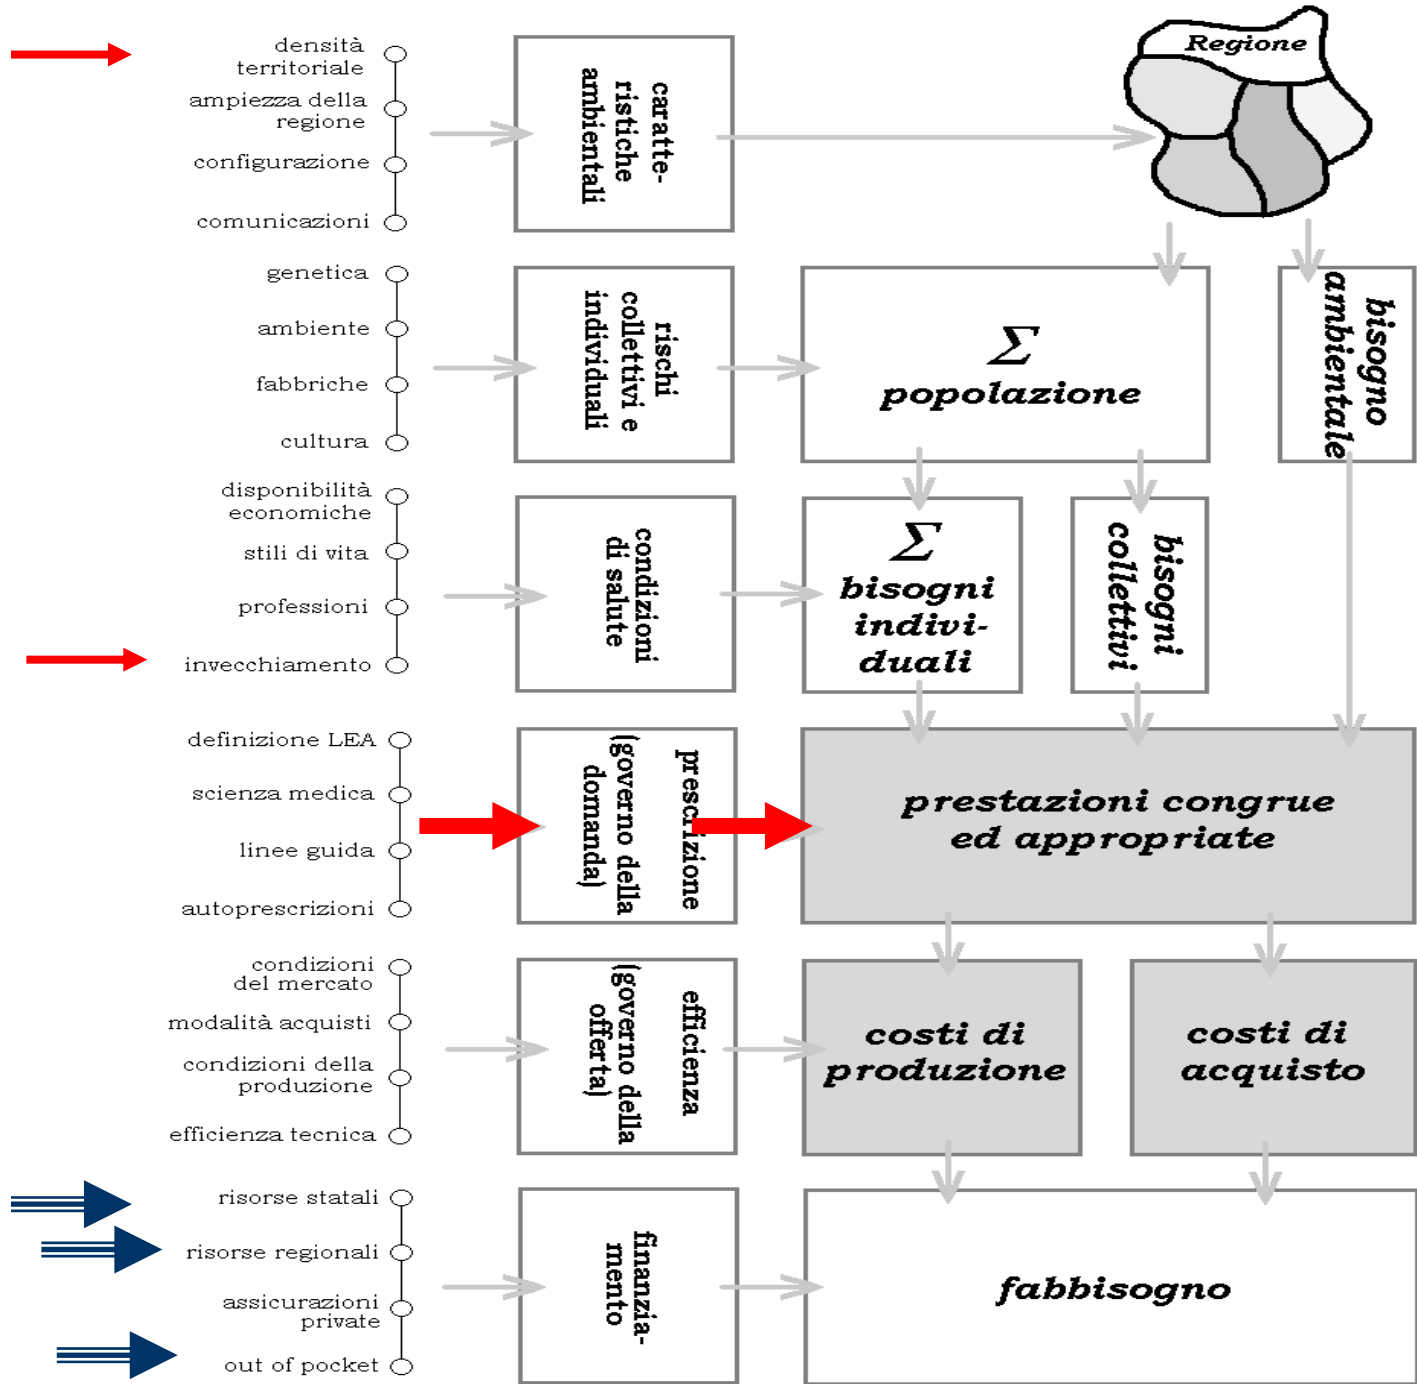 densità
territoriale
ampiezza della
regione
configurazione
comunicazioni
caratte-
ristiche
ambientali
Regione
genetica
ambiente
fabbriche
cultura
rischi
collettivi e
individuali
Σ
popolazione
bisogno
ambientale
disponibilità
economiche
stili di vita
professioni
invecchiamento
condizioni
di salute
Σ
bisogni
indivi-
duali
bisogni
collettivi
definizione LEA
scienza medica
linee guida
autoprescrizioni
prescrizione
(governo della
domanda)
prestazioni congrue
ed appropriate
condizioni
del mercato
modalità acquisti
condizioni della
produzione
efficienza tecnica
efficienza
(governo della
offerta)
costi di
produzione
costi di
acquisto
risorse statali
risorse regionali
assicurazioni
private
out of pocket
finanzia-
mento
fabbisogno